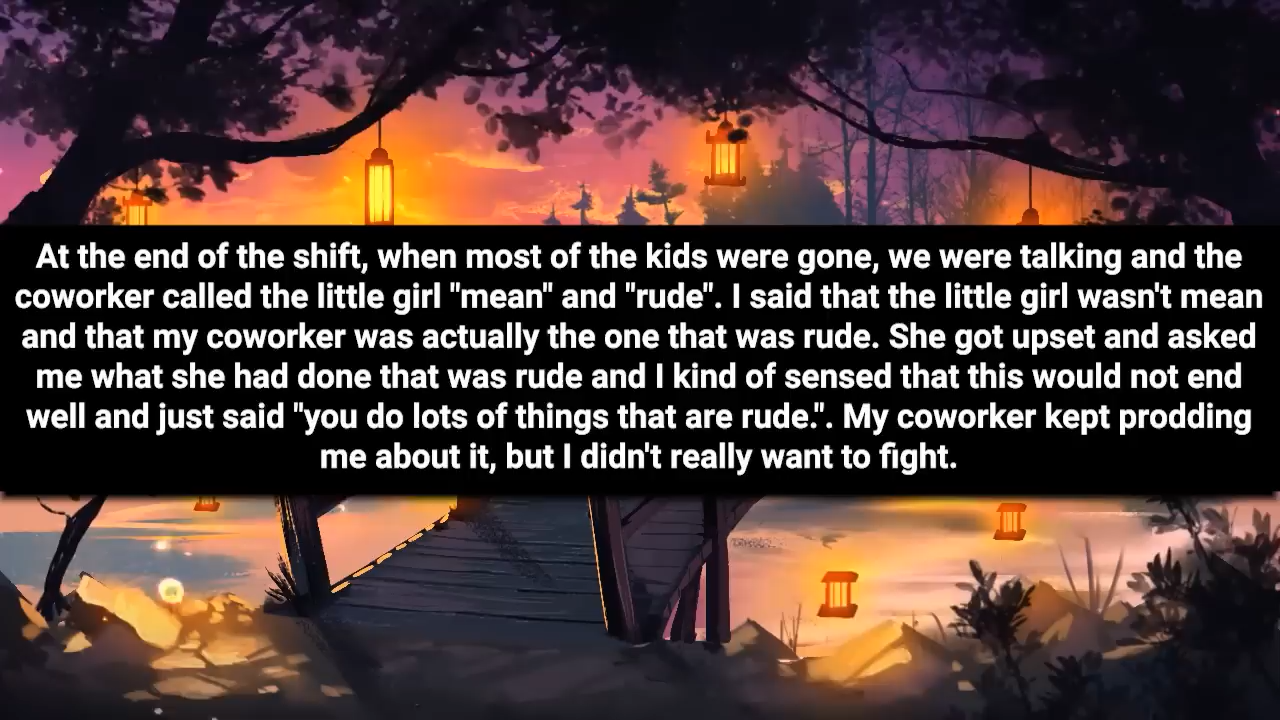 At the end of the shift, when most of the kids were gone, we were talking and the
coworker called the little girl "mean" and "rude". I said that the little girl wasn't mean
and that my coworker was actually the one that was rude. She got upset and asked
me what she had done that was rude and I kind of sensed that this would not end
well and just said "you do lots of things that are rude.". My coworker kept prodding
me about it, but I didn't really want to fight.